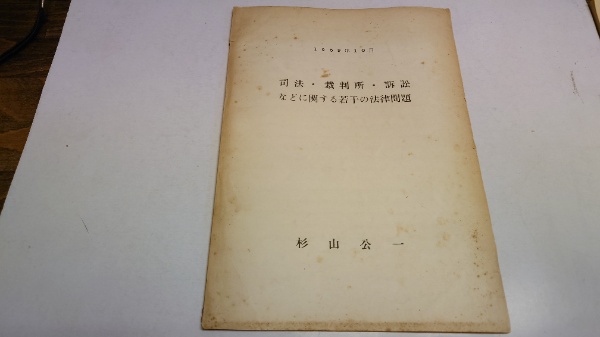 司法・裁判所・訴訟
などに関する若干の法律問題
杉山公一